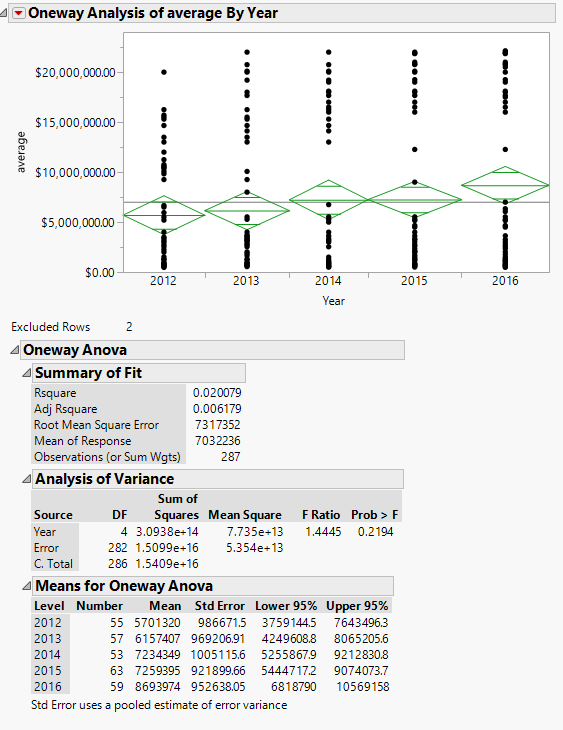 Oneway Analysis of average By Year
$20,000,000.00
$15,000,000.00
average
$10,000,000.00
$5,000,000.00
$0.00
2012 2013 2014 2015 2016
Year
Excluded Rows 2
Oneway Anova
Summary of Fit
Rsquare 0.020079
Adj Rsquare 0.006179
Root Mean Square Error 7317352
Mean of Response 7032236
Observations (or Sum Wgts) 287
Analysis of Variance
Sum of
Source DF Squares Mean Square F Ratio Prob > F
Year 4 3.0938e+14 7.735e+13 1.4445 0.2194
Error 282 1.5099e+16 5.354e+13
C. Total 286 1.5409e+16
Means for Oneway Anova
Level Number Mean Std Error Lower 95% Upper 95%
2012 55 5701320 986671.5 3759144.5 7643496.3
2013 57 6157407 969206.91 4249608.8 8065205.6
2014 53 7234349 1005115.6 5255867.9 9212830.8
2015 63 7259395 921899.66 5444717.2 9074073.7
2016 59 8693974 952638.05 6818790 10569158
Std Error uses a pooled estimate of error variance